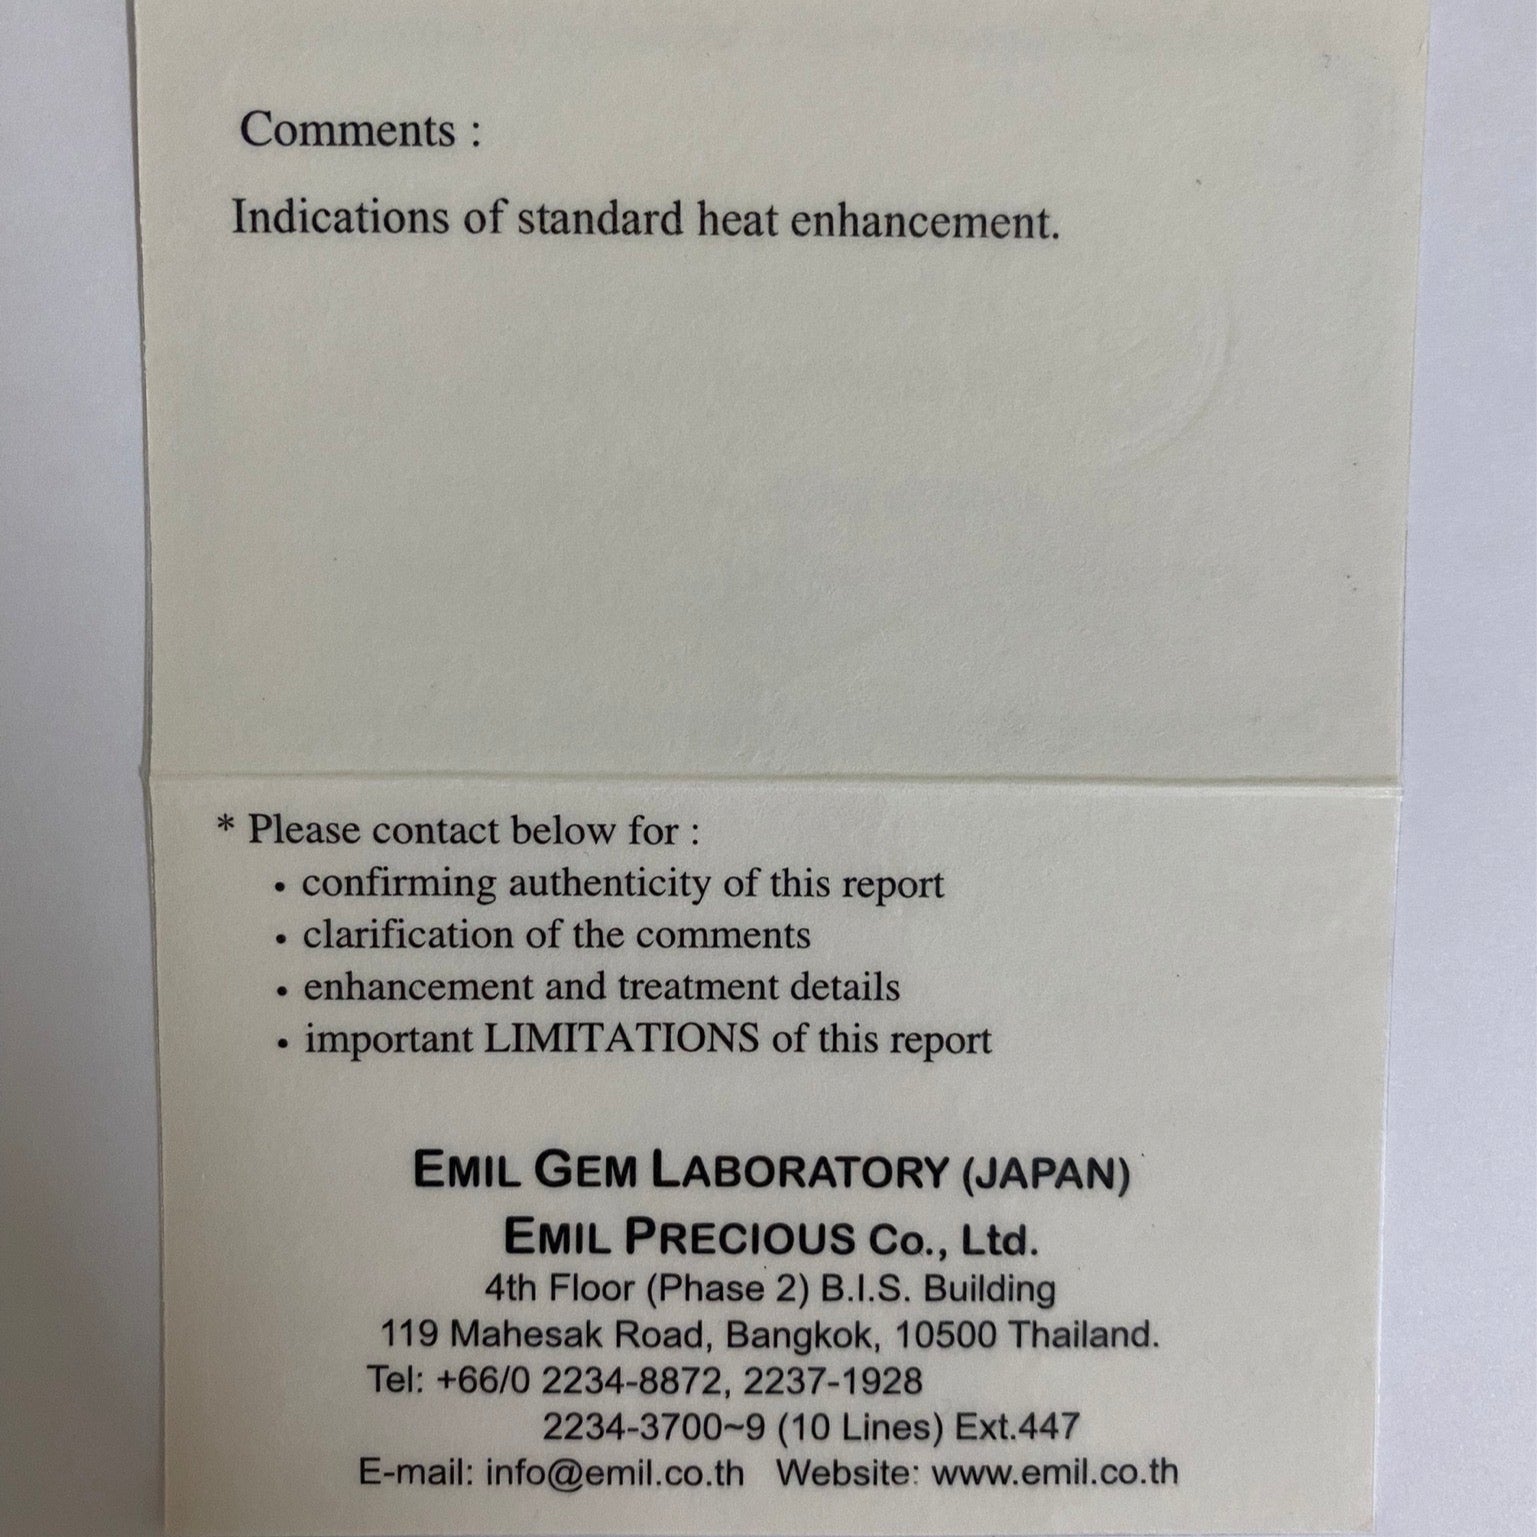 Comments :
Indications of standard heat enhancement.
* Please contact below for :
• confirming authenticity of this report
• clarification of the comments
• enhancement and treatment details
• important LIMITATIONS of this report
EMIL GEM LABORATORY (JAPAN)
EMIL PRECIOUS Co., Ltd.
4th Floor (Phase 2) B.I.S. Building
119 Mahesak Road, Bangkok, 10500 Thailand.
Tel: +66/0 2234-8872, 2237-1928
2234-3700~9 (10 Lines) Ext.447
E-mail: info@emil.co.th Website: www.emil.co.th